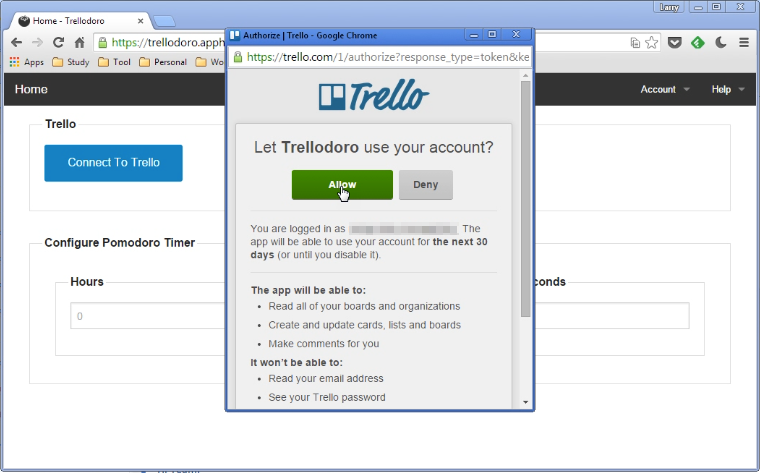 Larry
Home - Trellodoro
https://trellodoro.apph
Apps Study Tool Personal Wo
Home
Account Help
Trello
Connect To Trello
Configure Pomodoro Timer
Hours
conds
0
Authorize | Trello - Google Chrome
https://trello.com/1/authorize?response_type=token&ke
Trello
Let Trellodoro use your account?
Allow Deny
You are logged in as The
app will be able to use your account for the next 30
days (or until you disable it).
The app will be able to:
• Read all of your boards and organizations
• Create and update cards, lists and boards
• Make comments for you
It won't be able to:
• Read your email address
• See your Trello password